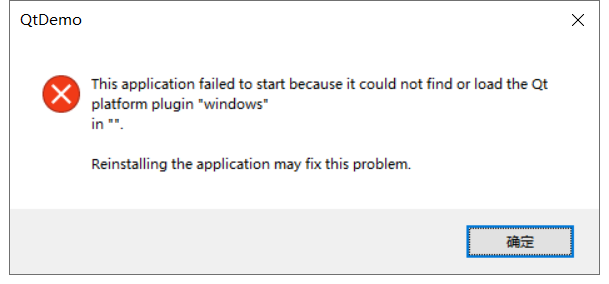 QtDemo
This application failed to start because it could not find or load the Qt
platform plugin "windows"
in "".
Reinstalling the application may fix this problem.
确定